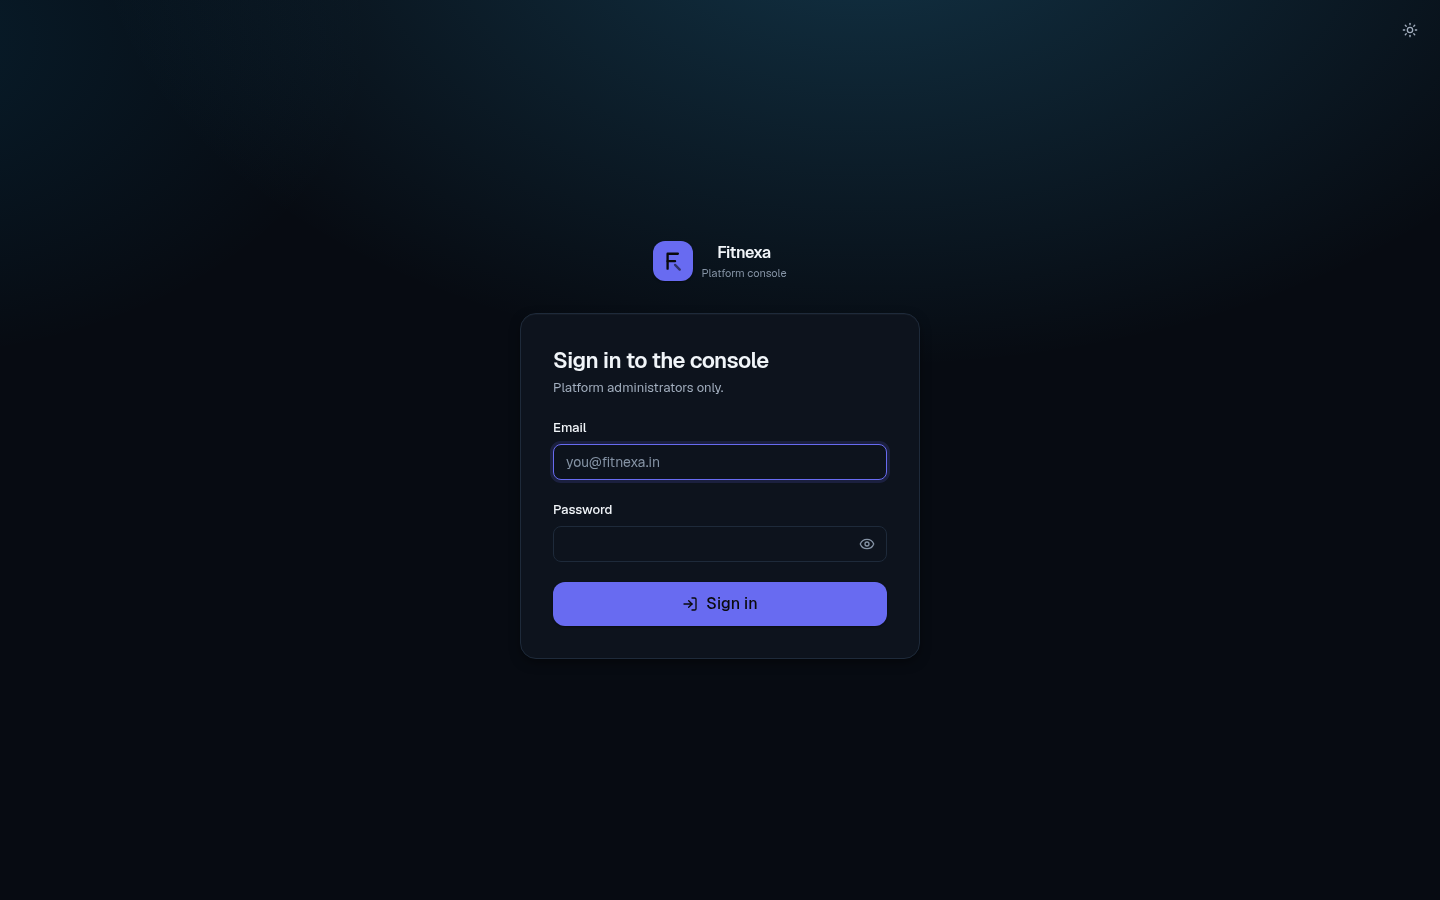 Fitnexa
Platform console
Sign in to the console
Platform administrators only.
Email
you@fitnexa.in
Password
Sign in